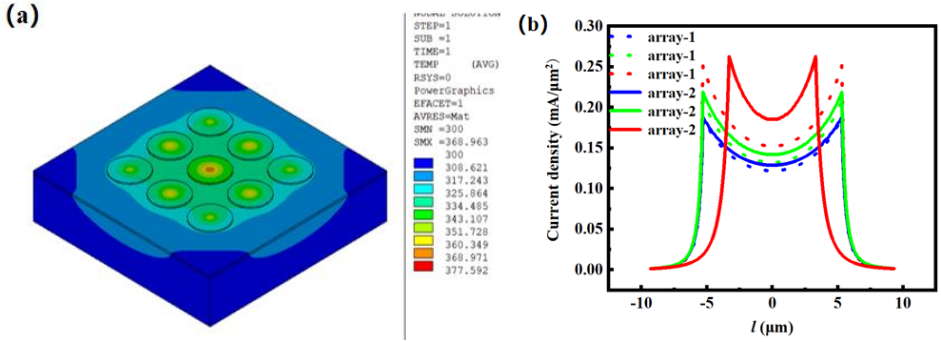 (a)
NODAL SOLUTION
STEP=1
SUB =1
TIME=1
TEMP (AVG)
RSYS=0
PowerGraphics
EFACET=1
AVRES=Mat
SMN =300
SMX =368.963
300
308.621
317.243
325.864
334.485
343.107
351.728
360.349
368.971
377.592
(b)
array-1
array-1
array-1
array-2
array-2
array-2
Current density (mA/μm²)
0.30
0.25
0.20
0.15
0.10
0.05
0.00
-10
-5
0
5
10
l (μm)